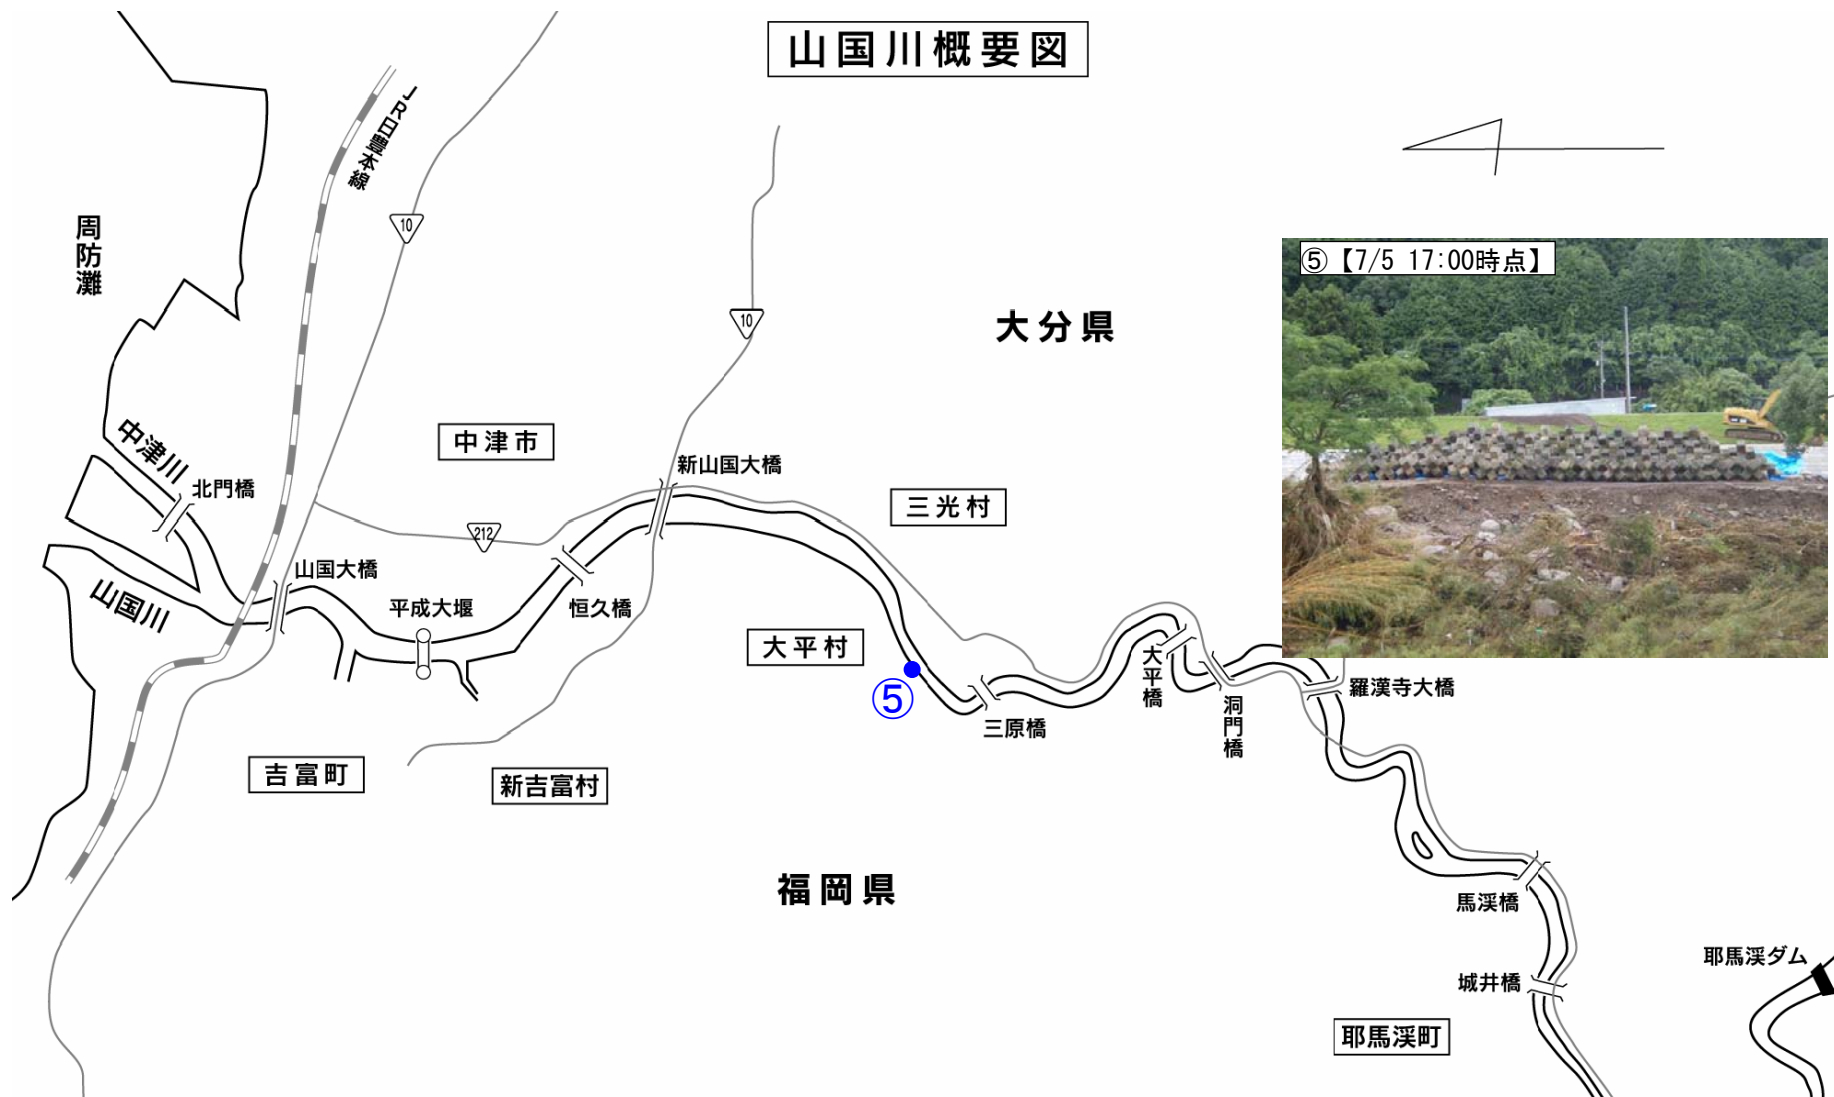 山国川概要図
JR日豊本線
10
周防灘
⑤【7/5 17:00時点】
10
大分県
中津川
中津市
新山国大橋
北門橋
三光村
212
山国大橋
山国川
平成大堰
恒久橋
大平村
大平橋
⑤
三原橋
洞門橋
羅漢寺大橋
吉富町
新吉富村
福岡県
馬渓橋
耶馬渓ダム
城井橋
耶馬渓町